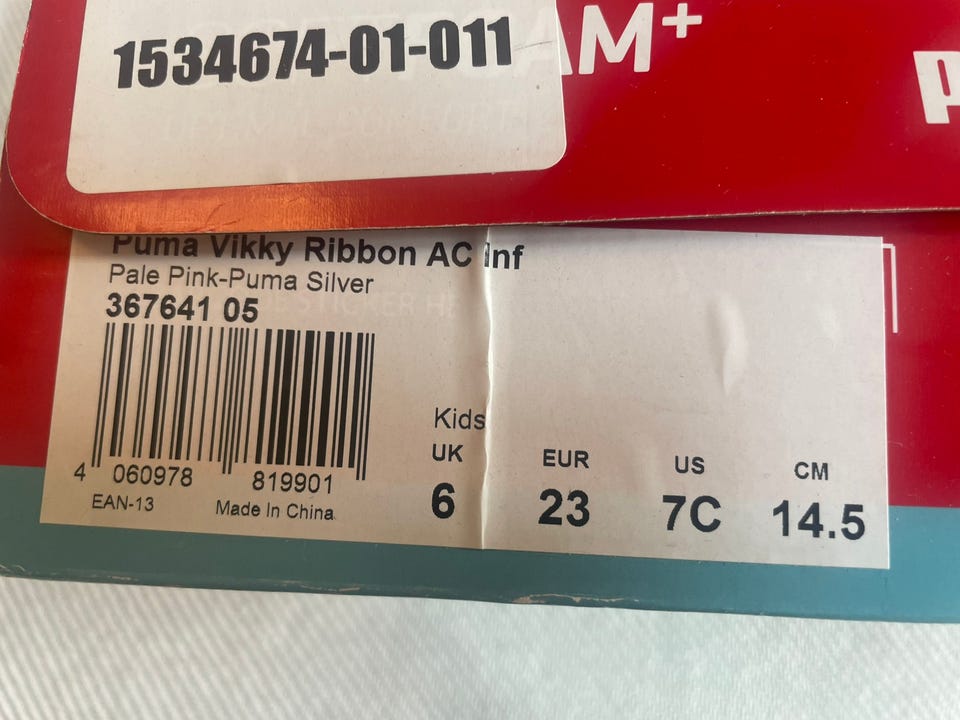 1534674-01-011
AM+
Puma Vikky Ribbon AC Inf
Pale Pink-Puma Silver
367641 05
Kids
UK EUR US CM
6 23 7C 14.5
4 060978 819901
EAN-13 Made In China